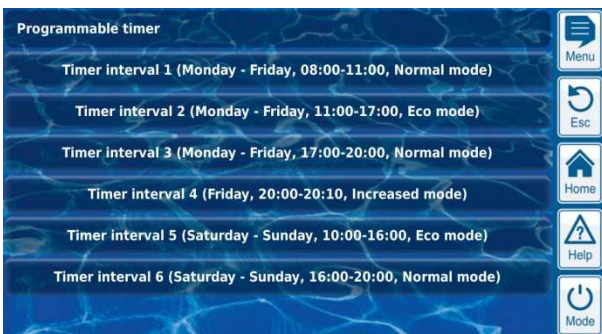 Programmable timer
Timer interval 1 (Monday - Friday, 08:00-11:00, Normal mode)
Timer interval 2 (Monday - Friday, 11:00-17:00, Eco mode)
Timer interval 3 (Monday - Friday, 17:00-20:00, Normal mode)
Timer interval 4 (Friday, 20:00-20:10, Increased mode)
Timer interval 5 (Saturday - Sunday, 10:00-16:00, Eco mode)
Timer interval 6 (Saturday - Sunday, 16:00-20:00, Normal mode)
Menu
Esc
Home
?
Help
Mode